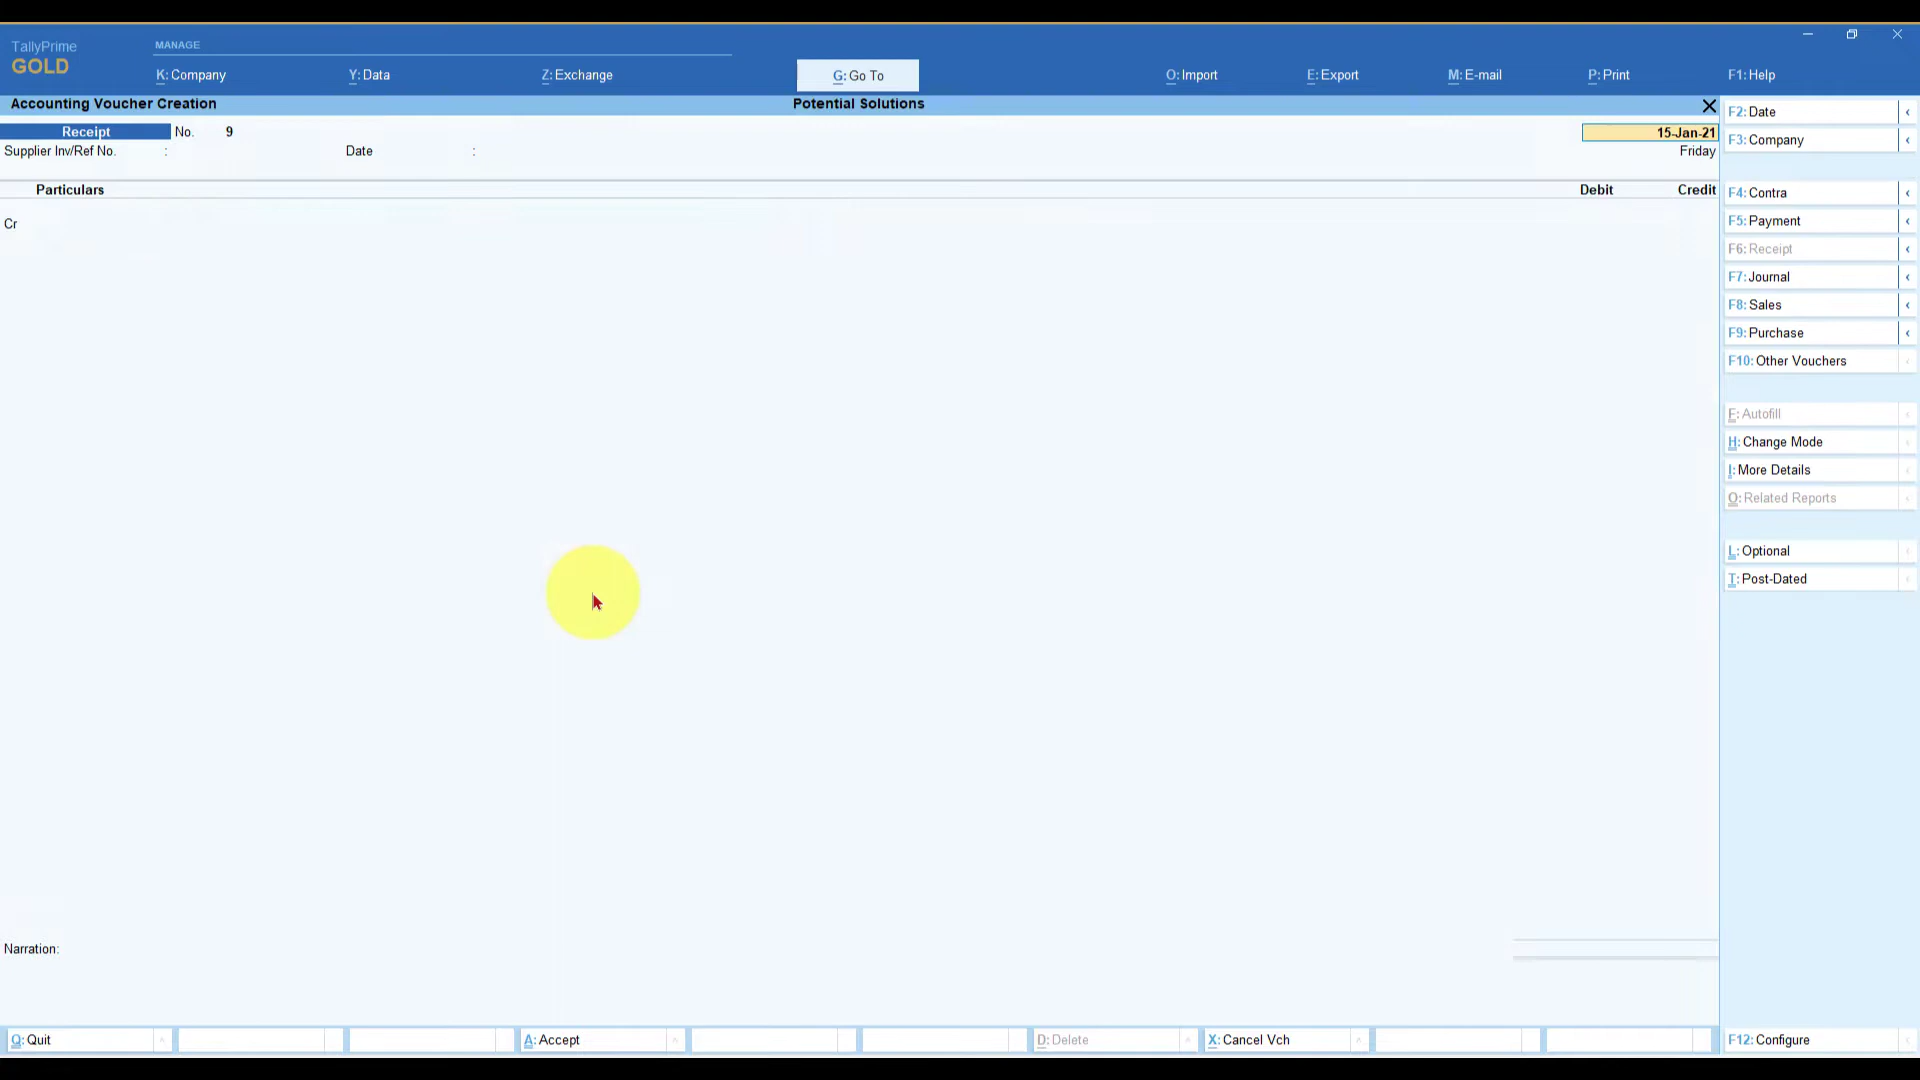 TallyPrime
GOLD
MANAGE
K: Company
Y: Data
Z: Exchange
G: Go To
O: Import
E: Export
M: E-mail
P: Print
F1: Help
Accounting Voucher Creation
Potential Solutions
Receipt No. 9
15-Jan-21
Supplier Inv/Ref No. :
Date :
Friday
Particulars
Debit
Credit
Cr
Narration:
F2: Date
F3: Company
F4: Contra
F5: Payment
F6: Receipt
F7: Journal
F8: Sales
F9: Purchase
F10: Other Vouchers
F: Autofill
H: Change Mode
I: More Details
O: Related Reports
L: Optional
T: Post-Dated
Q: Quit
A: Accept
D: Delete
X: Cancel Vch
F12: Configure